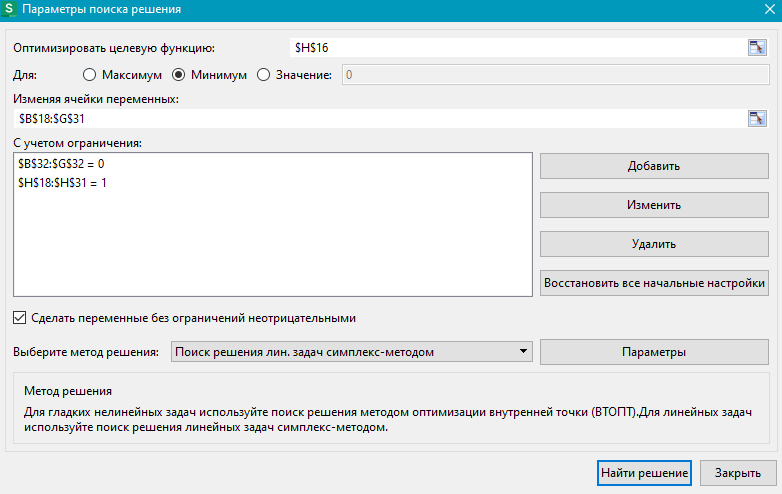 S Параметры поиска решения
Оптимизировать целевую функцию: $H$16
Для: Максимум Минимум Значение: 0
Изменяя ячейки переменных:
$B$18:$G$31
С учетом ограничения:
$B$32:$G$32 = 0
$H$18:$H$31 = 1
Добавить
Изменить
Удалить
Восстановить все начальные настройки
Сделать переменные без ограничений неотрицательными
Выберите метод решения: Поиск решения лин. задач симплекс-методом Параметры
Метод решения
Для гладких нелинейных задач используйте поиск решения методом оптимизации внутренней точки (ВТОПТ).Для линейных задач
используйте поиск решения линейных задач симплекс-методом.
Найти решение Закрыть